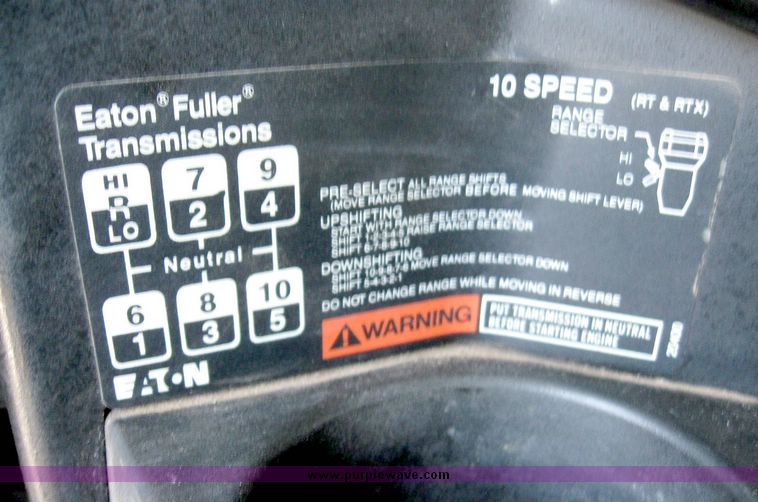 Eaton® Fuller®
Transmissions
10 SPEED (RT & RTX)
RANGE
SELECTOR
HI
LO
HI
R
LO
7
2
9
4
Neutral
6
1
8
3
10
5
EATON
PRE-SELECT ALL RANGE SHIFTS
(MOVE RANGE SELECTOR BEFORE MOVING SHIFT LEVER)
UPSHIFTING
START WITH RANGE SELECTOR DOWN
SHIFT 1-2-3-4-5 RAISE RANGE SELECTOR
SHIFT 6-7-8-9-10
DOWNSHIFTING
SHIFT 10-9-8-7-6 MOVE RANGE SELECTOR DOWN
SHIFT 5-4-3-2-1
DO NOT CHANGE RANGE WHILE MOVING IN REVERSE
WARNING
PUT TRANSMISSION IN NEUTRAL
BEFORE STARTING ENGINE
www.purplewave.com